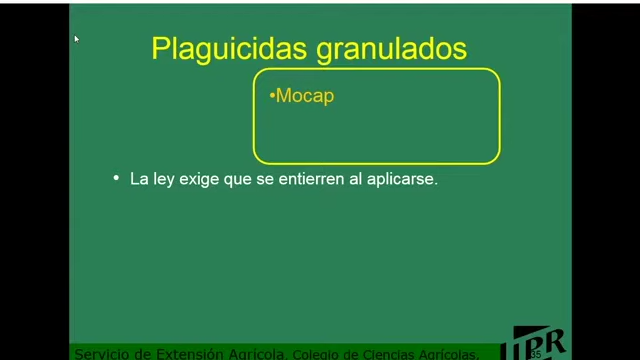 Plaguicidas granulados
•Mocap
• La ley exige que se entierren al aplicarse.
Servicio de Extensión Agrícola, Colegio de Ciencias Agrícolas,
UPR
35